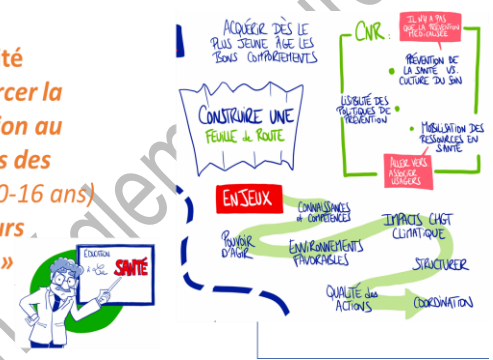 ité
rcer la
ion au
s des
0-16 ans)
urs
»
ÉDUCATION
À LA SANTÉ
ACQUÉRIR DÈS LE
PLUS JEUNE ÂGE LES
BONS COMPORTEMENTS
CONSTRUIRE UNE
FEUILLE de ROUTE
CNR :
IL N'Y A PAS
QUE LA PRÉVENTION
MÉDICALISÉE
PRÉVENTION DE
LA SANTÉ VS.
CULTURE DU SOIN
LISIBILITÉ DES
POLITIQUES DE
PRÉVENTION
MOBILISATION DES
RESSOURCES EN
SANTÉ
ALLER VERS
ASSOCIER
USAGERS
ENJEUX
CONNAISSANCES
et COMPÉTENCES
POUVOIR
D'AGIR
ENVIRONNEMENTS
FAVORABLES
IMPACTS CHGT
CLIMATIQUE
STRUCTURER
QUALITÉ des
ACTIONS
COORDINATION